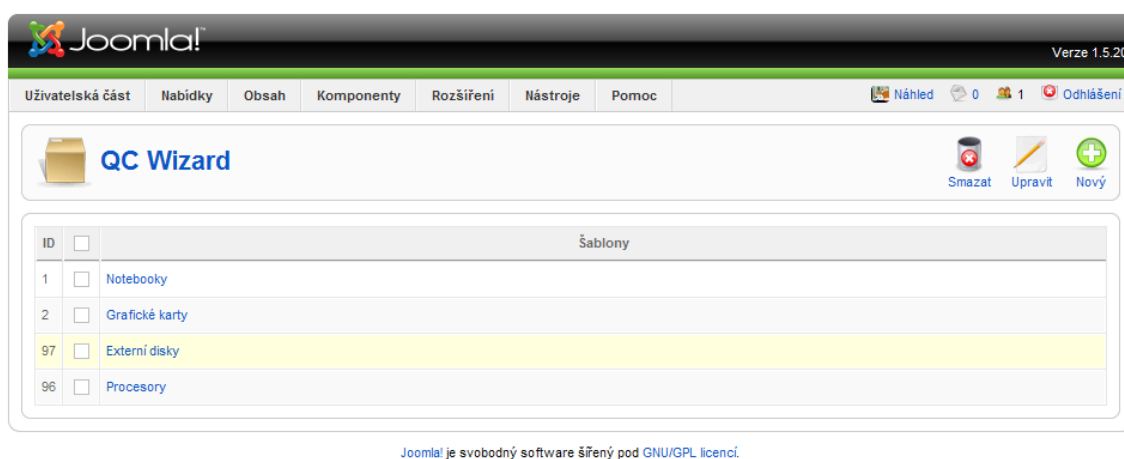 Joomla!™
Verze 1.5.20
Uživatelská část Nabídky Obsah Komponenty Rozšíření Nástroje Pomoc Náhled 0 1 Odhlášení
QC Wizard
Smazat Upravit Nový
ID Šablony
1 Notebooky
2 Grafické karty
97 Externí disky
96 Procesory
Joomla! je svobodný software šířený pod GNU/GPL licencí.